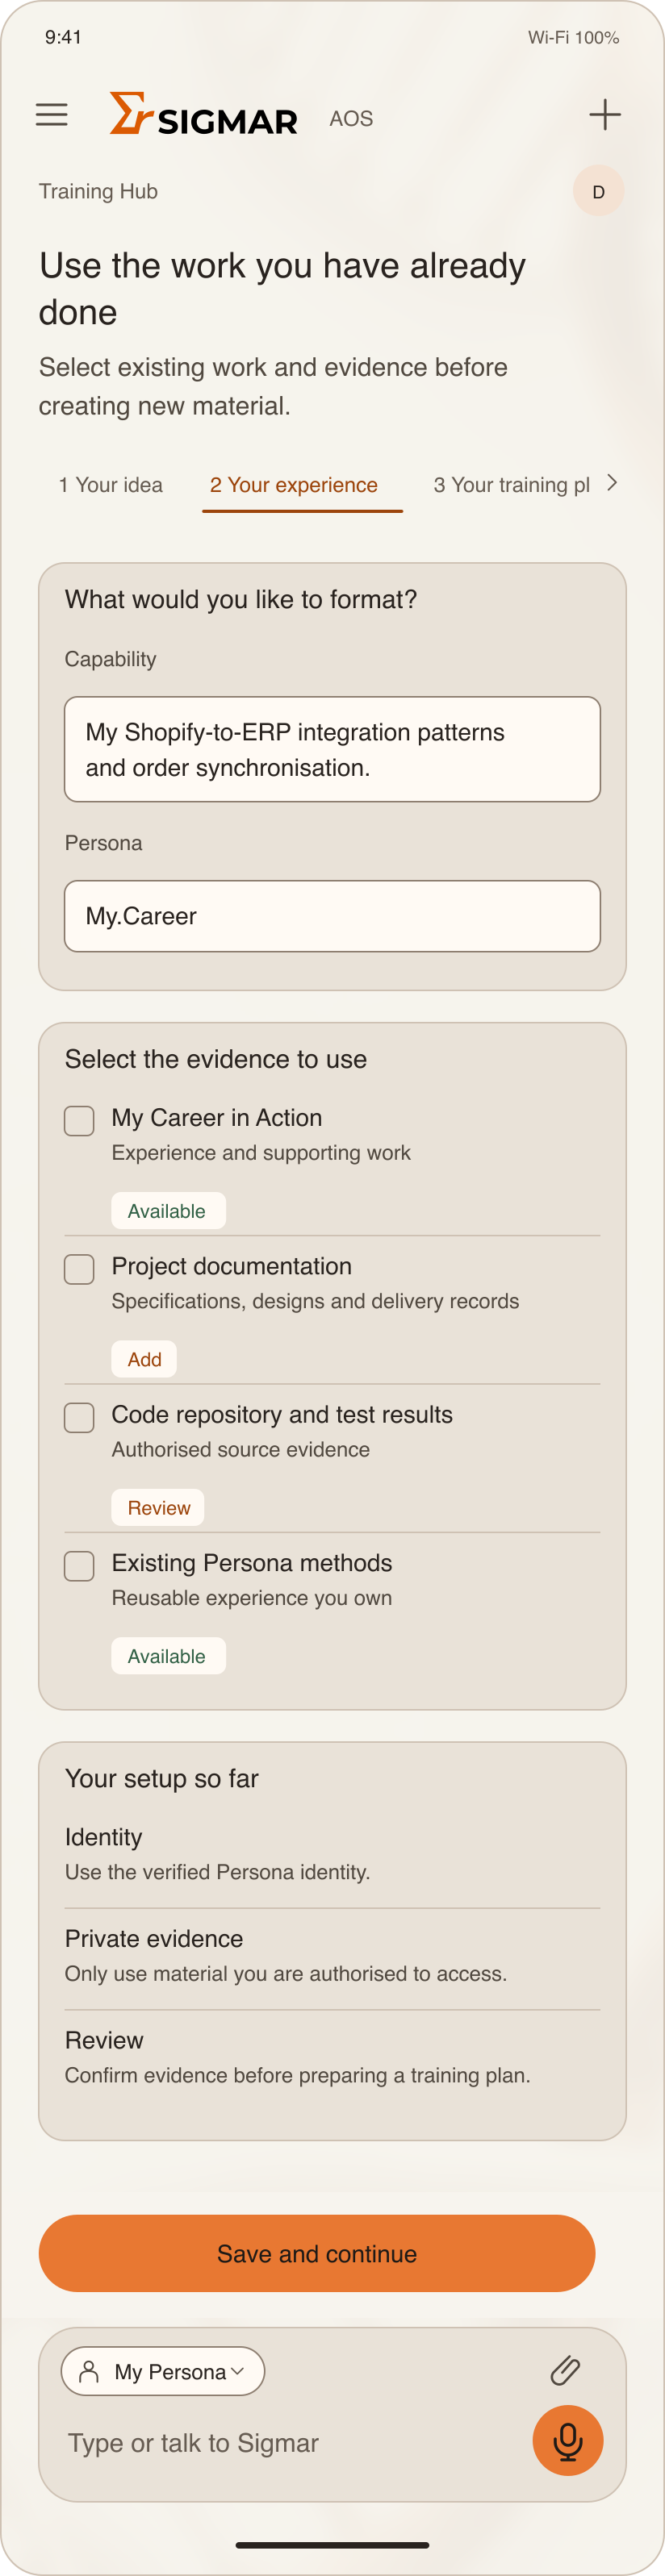 9:41
Wi-Fi 100%
Σr SIGMAR
AOS
Training Hub
D
Use the work you have already
done
Select existing work and evidence before
creating new material.
1 Your idea
2 Your experience
3 Your training pl
What would you like to format?
Capability
My Shopify-to-ERP integration patterns
and order synchronisation.
Persona
My.Career
Select the evidence to use
My Career in Action
Experience and supporting work
Available
Project documentation
Specifications, designs and delivery records
Add
Code repository and test results
Authorised source evidence
Review
Existing Persona methods
Reusable experience you own
Available
Your setup so far
Identity
Use the verified Persona identity.
Private evidence
Only use material you are authorised to access.
Review
Confirm evidence before preparing a training plan.
Save and continue
My Persona
Type or talk to Sigmar